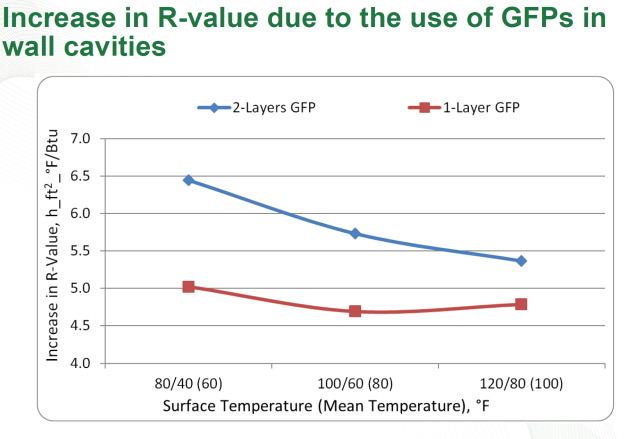 Increase in R-value due to the use of GFPs in
wall cavities
2-Layers GFP
1-Layer GFP
Increase in R-Value, h_ft²_°F/Btu
7.0
6.5
6.0
5.5
5.0
4.5
4.0
80/40 (60)
100/60 (80)
120/80 (100)
Surface Temperature (Mean Temperature), °F